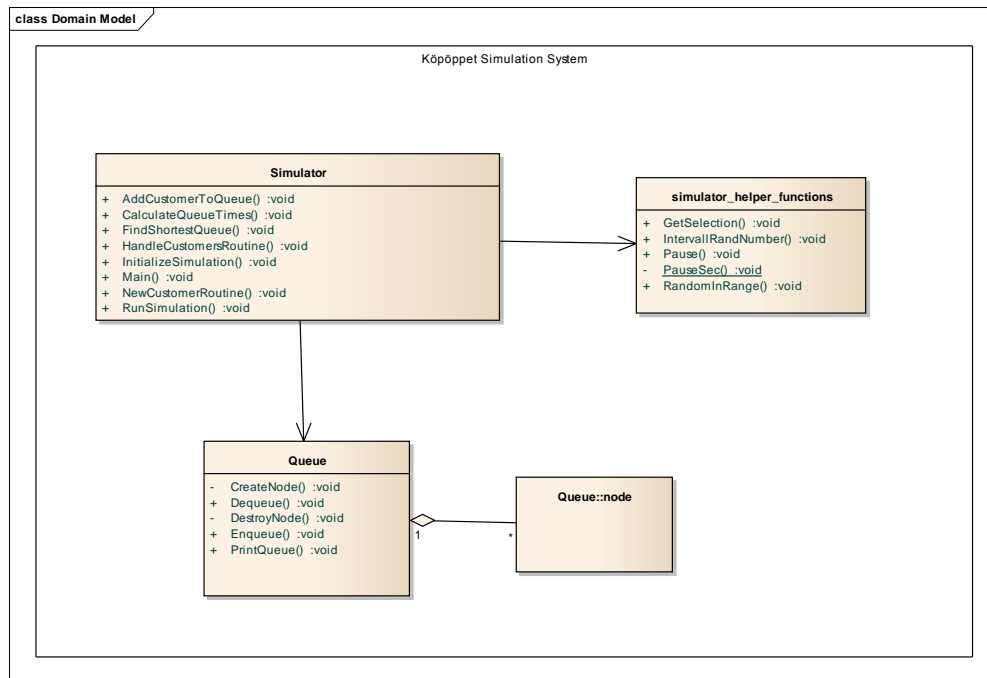 class Domain Model
Köpöppet Simulation System
Simulator
+ AddCustomerToQueue() :void
+ CalculateQueueTimes() :void
+ FindShortestQueue() :void
+ HandleCustomersRoutine() :void
+ InitializeSimulation() :void
+ Main() :void
+ NewCustomerRoutine() :void
+ RunSimulation() :void
simulator_helper_functions
+ GetSelection() :void
+ IntervallRandNumber() :void
+ Pause() :void
- PauseSec() :void
+ RandomInRange() :void
Queue
- CreateNode() :void
+ Dequeue() :void
- DestroyNode() :void
+ Enqueue() :void
+ PrintQueue() :void
1
*
Queue::node